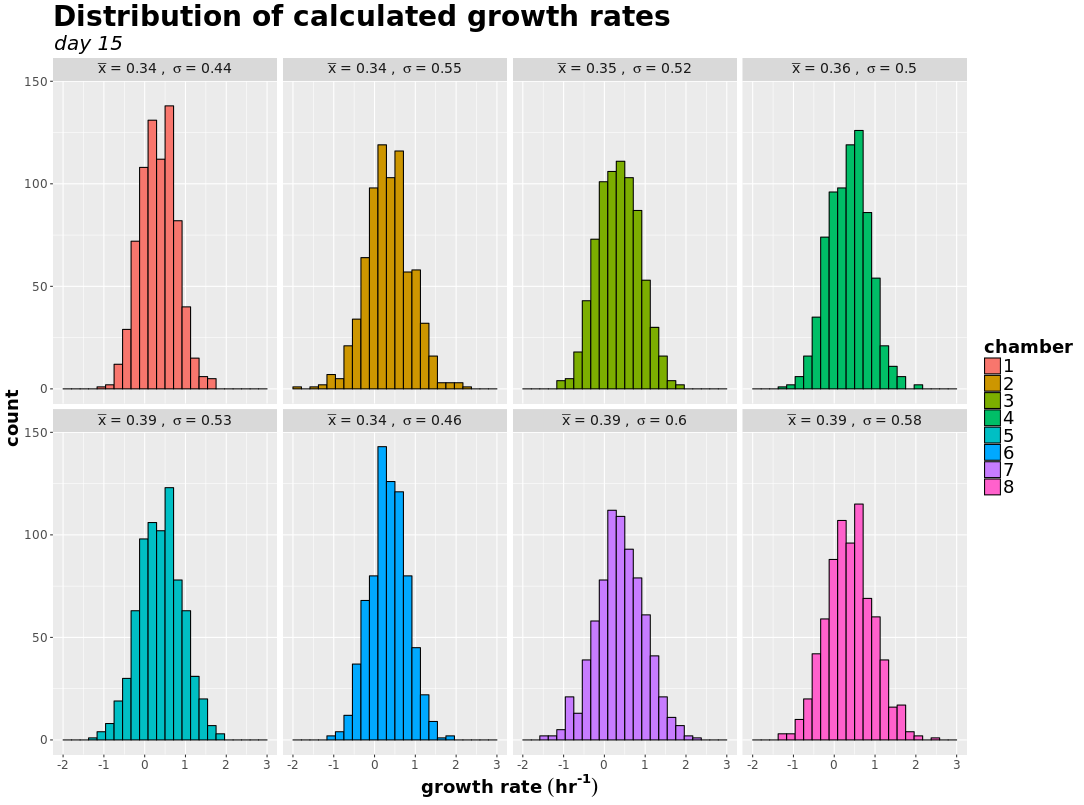 Distribution of calculated growth rates
day 15
x̅ = 0.34 , σ = 0.44
x̅ = 0.34 , σ = 0.55
x̅ = 0.35 , σ = 0.52
x̅ = 0.36 , σ = 0.5
150
100
50
0
x̅ = 0.39 , σ = 0.53
x̅ = 0.34 , σ = 0.46
x̅ = 0.39 , σ = 0.6
x̅ = 0.39 , σ = 0.58
150
100
50
0
-2 -1 0 1 2 3
-2 -1 0 1 2 3
-2 -1 0 1 2 3
-2 -1 0 1 2 3
count
growth rate (hr⁻¹)
chamber
1
2
3
4
5
6
7
8